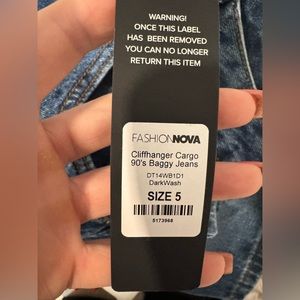 WARNING!
ONCE THIS LABEL
HAS BEEN REMOVED
YOU CAN NO LONGER
RETURN THIS ITEM
FASHIONNOVA
Cliffhanger Cargo
90's Baggy Jeans
DT14WB1D1
DarkWash
SIZE 5
5173968